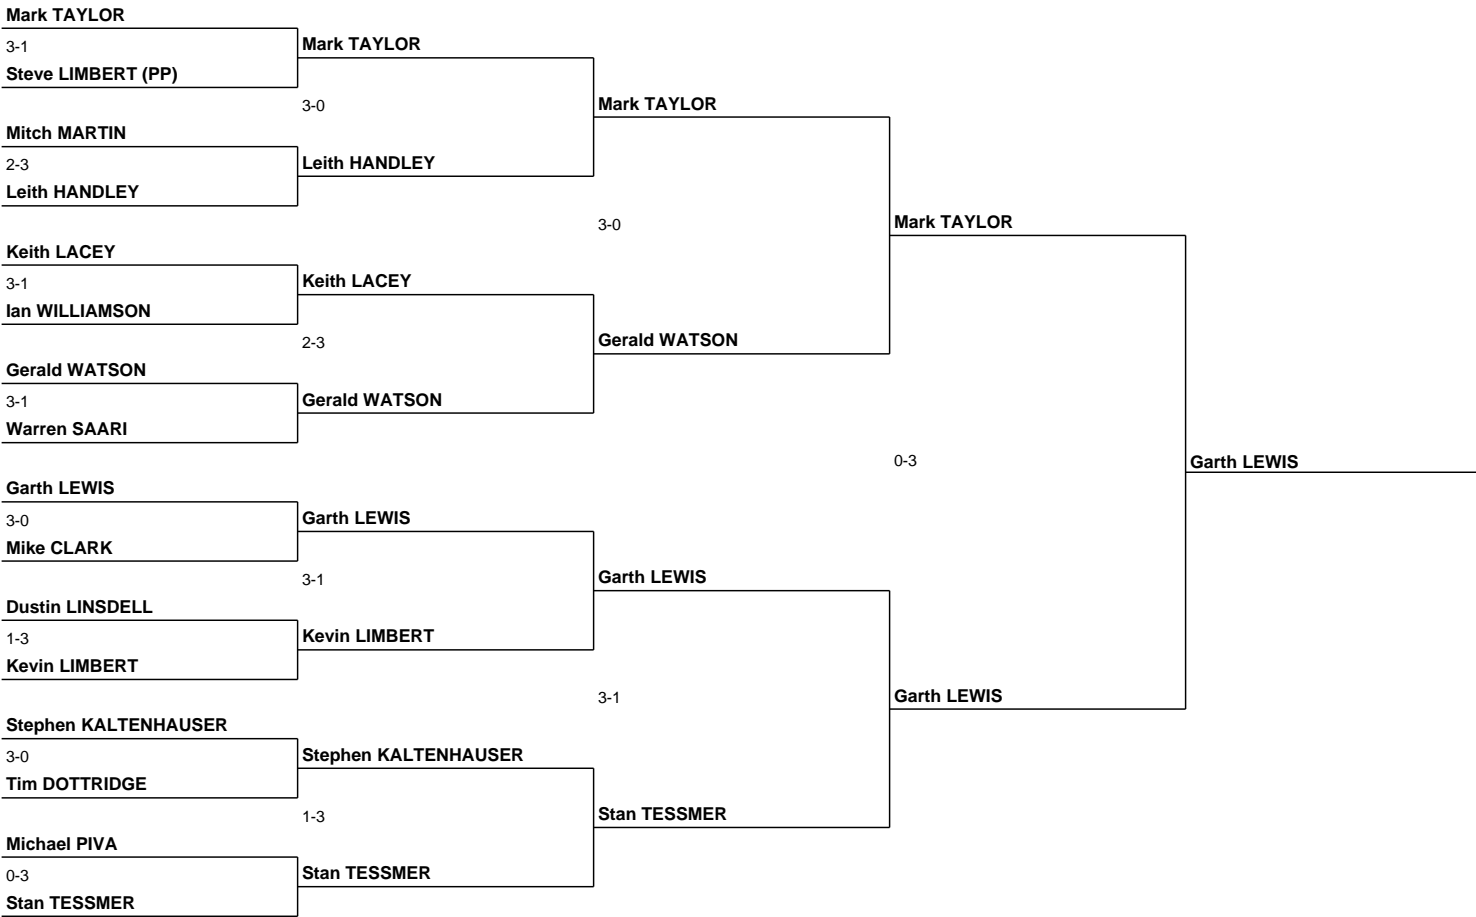 Mark TAYLOR
3-1
Steve LIMBERT (PP)
Mitch MARTIN
2-3
Leith HANDLEY
Keith LACEY
3-1
Ian WILLIAMSON
Gerald WATSON
3-1
Warren SAARI
Garth LEWIS
3-0
Mike CLARK
Dustin LINSDELL
1-3
Kevin LIMBERT
Stephen KALTENHAUSER
3-0
Tim DOTTRIDGE
Michael PIVA
0-3
Stan TESSMER
Mark TAYLOR
3-0
Leith HANDLEY
Keith LACEY
2-3
Gerald WATSON
Garth LEWIS
3-1
Kevin LIMBERT
Stephen KALTENHAUSER
1-3
Stan TESSMER
Mark TAYLOR
3-0
Gerald WATSON
Garth LEWIS
3-1
Stan TESSMER
Mark TAYLOR
0-3
Garth LEWIS
Garth LEWIS